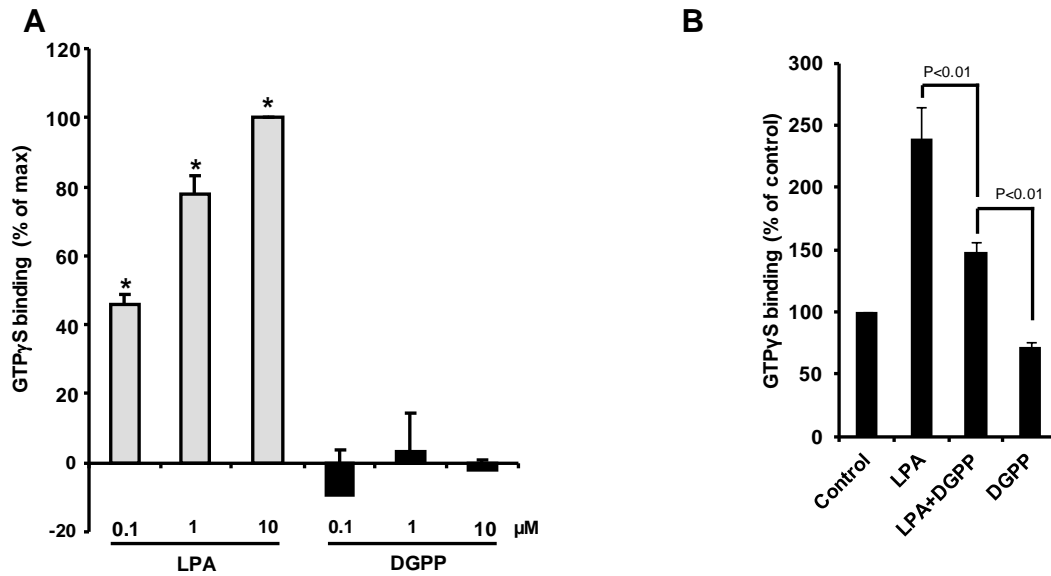 A
GTPγS binding (% of max)
120
100
80
60
40
20
0
-20
*
*
*
0.1 1 10 0.1 1 10 µM
LPA DGPP
B
GTPγS binding (% of control)
300
250
200
150
100
50
0
P<0.01
P<0.01
Control LPA LPA+DGPP DGPP